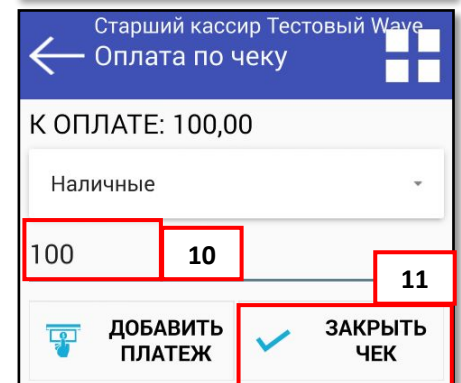 Старший кассир Тестовый Wave
Оплата по чеку
К ОПЛАТЕ: 100,00
Наличные
100
10
11
ДОБАВИТЬ
ПЛАТЕЖ
ЗАКРЫТЬ
ЧЕК